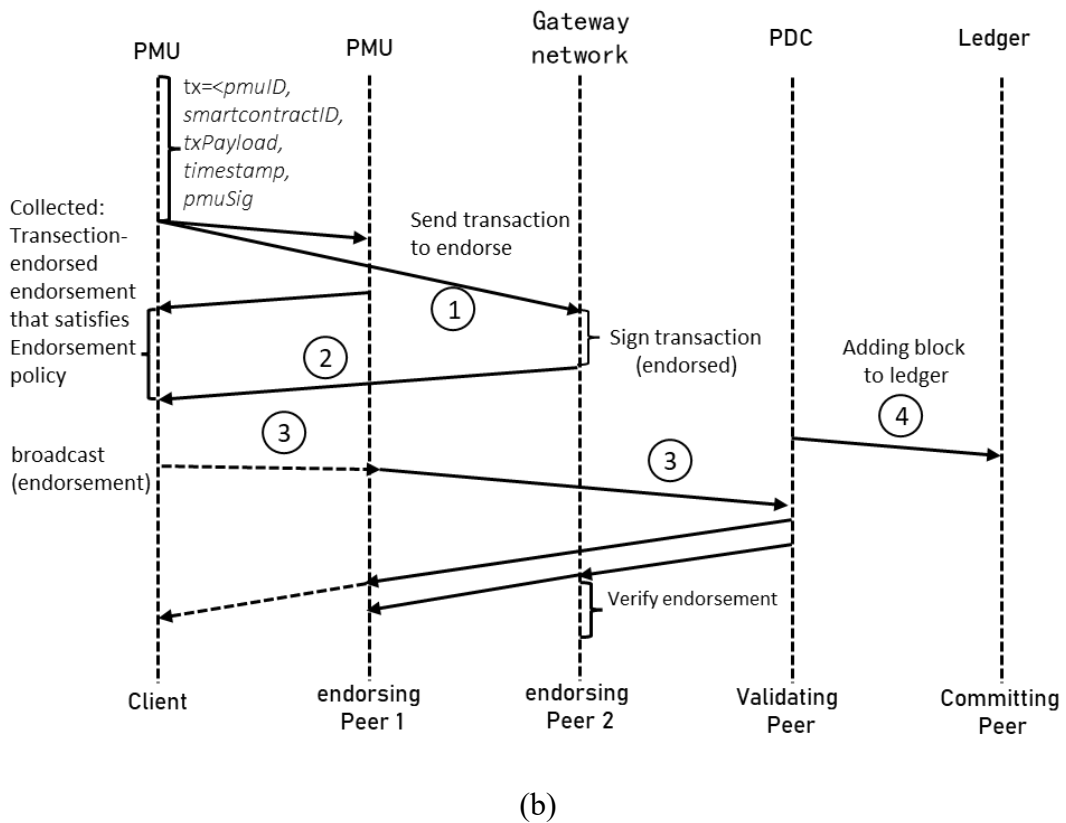 PMU
PMU
Gateway
network
PDC
Ledger
tx=<pmuID,
smartcontractID,
txPayload,
timestamp,
pmuSig
Collected:
Transection-
endorsed
endorsement
that satisfies
Endorsement
policy
Send transaction
to endorse
1
Sign transaction
(endorsed)
2
Adding block
to ledger
4
3
3
broadcast
(endorsement)
Verify endorsement
Client
endorsing
Peer 1
endorsing
Peer 2
Validating
Peer
Committing
Peer
(b)